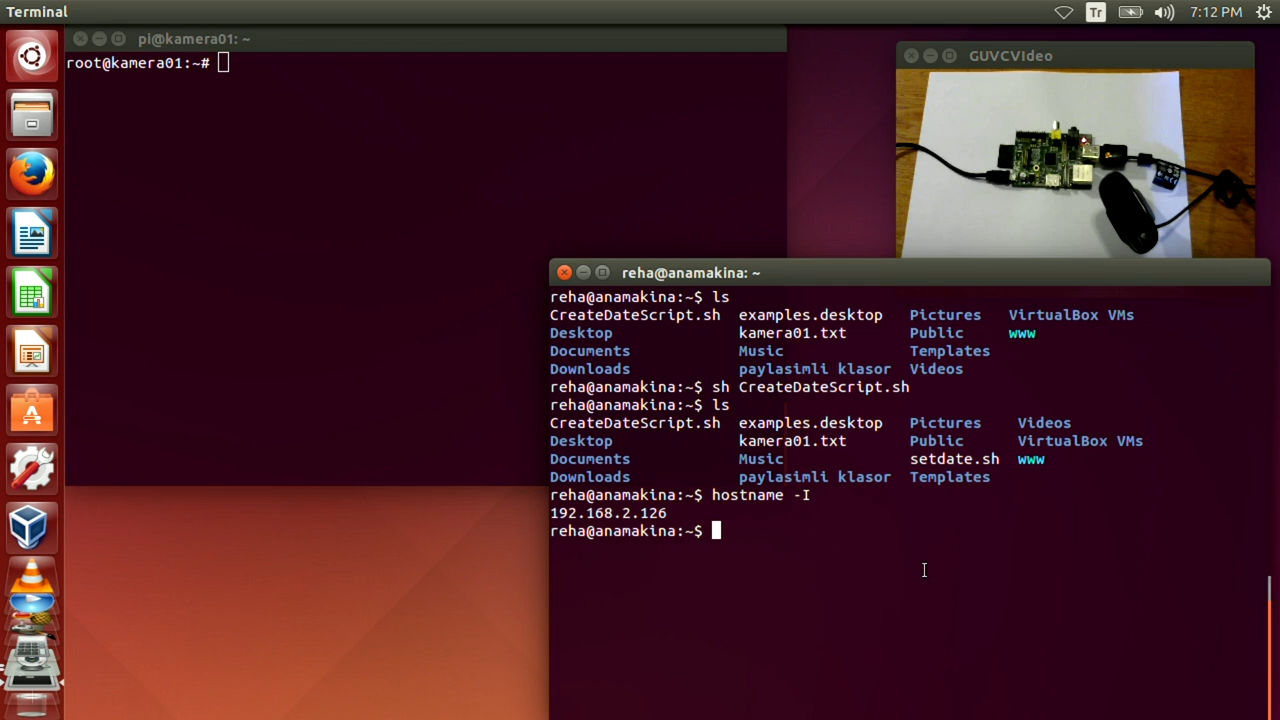 Terminal
Tr
7:12 PM
pi@kamera01: ~
root@kamera01:~#
GUVCVIdeo
reha@anamakina: ~
reha@anamakina:~$ ls
CreateDateScript.sh examples.desktop Pictures VirtualBox VMs
Desktop kamera01.txt Public www
Documents Music Templates
Downloads paylasimli klasor Videos
reha@anamakina:~$ sh CreateDateScript.sh
reha@anamakina:~$ ls
CreateDateScript.sh examples.desktop Pictures Videos
Desktop kamera01.txt Public VirtualBox VMs
Documents Music setdate.sh www
Downloads paylasimli klasor Templates
reha@anamakina:~$ hostname -I
192.168.2.126
reha@anamakina:~$